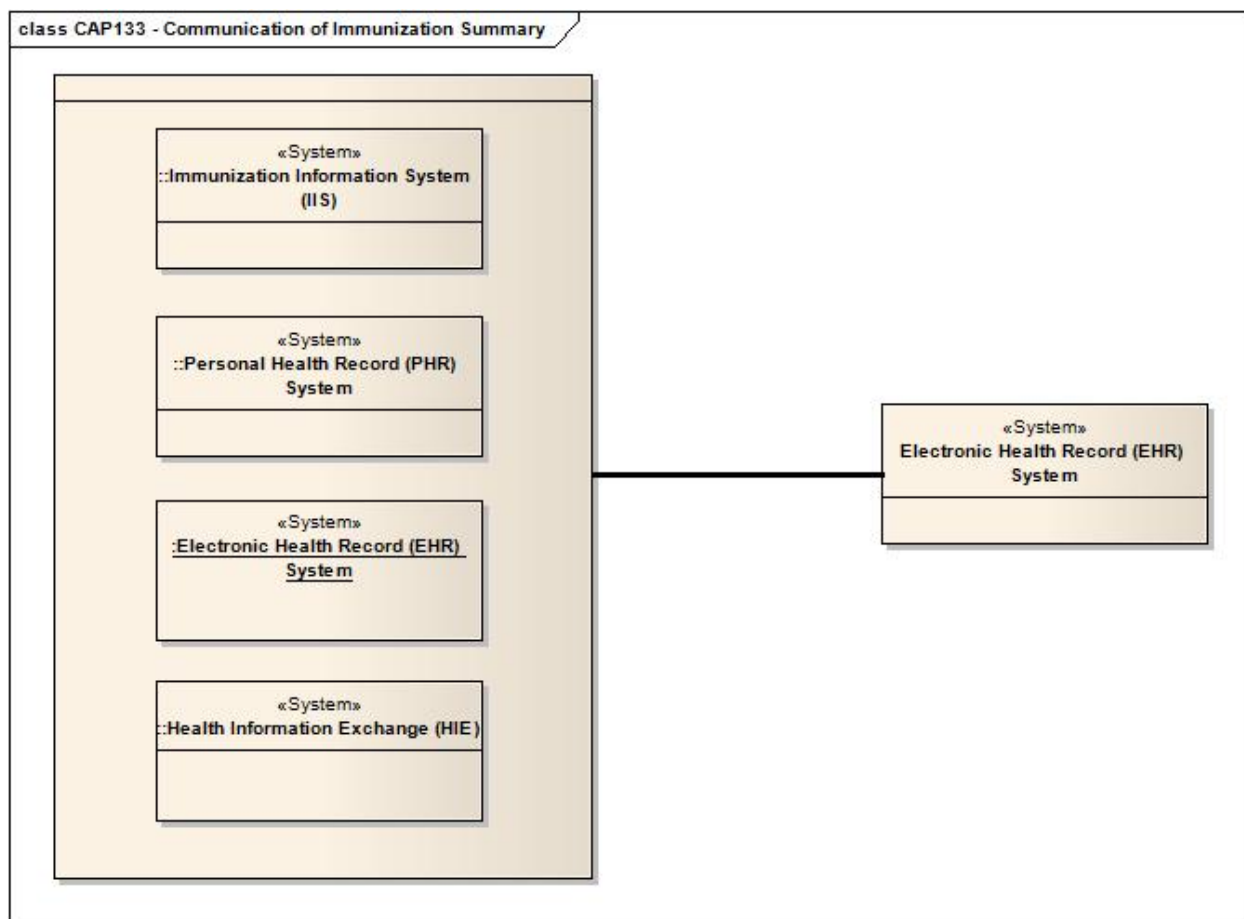 class CAP133 - Communication of Immunization Summary
«System»
::Immunization Information System
(IIS)
«System»
::Personal Health Record (PHR)
System
«System»
:Electronic Health Record (EHR)
System
«System»
::Health Information Exchange (HIE)
«System»
Electronic Health Record (EHR)
System